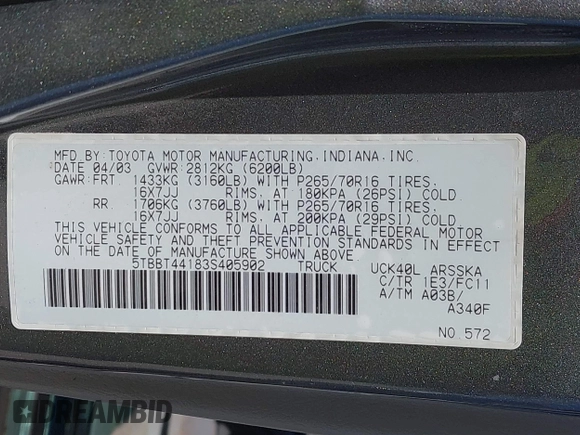 MFD.BY:TOYOTA MOTOR MANUFACTURING,INDIANA,INC.
DATE 04/03 GVWR 2812KG (6200LB)
GAWR:FRT 1433KG (3160LB) WITH P265/70R16 TIRES.
16X7JJ RIMS, AT 180KPA (26PSI) COLD
RR 1706KG (3760LB) WITH P265/70R16 TIRES.
16X7JJ RIMS, AT 200KPA (29PSI) COLD
THIS VEHICLE CONFORMS TO ALL APPLICABLE FEDERAL MOTOR
VEHICLE SAFETY AND THEFT PREVENTION STANDARDS IN EFFECT
ON THE DATE OF MANUFACTURE SHOWN ABOVE.
5TBBT44183S405902 TRUCK
UCK40L ARSSKA
C/TR 1E3/FC11
A/TM A03B/
A340F
NO.572
DREAMBID